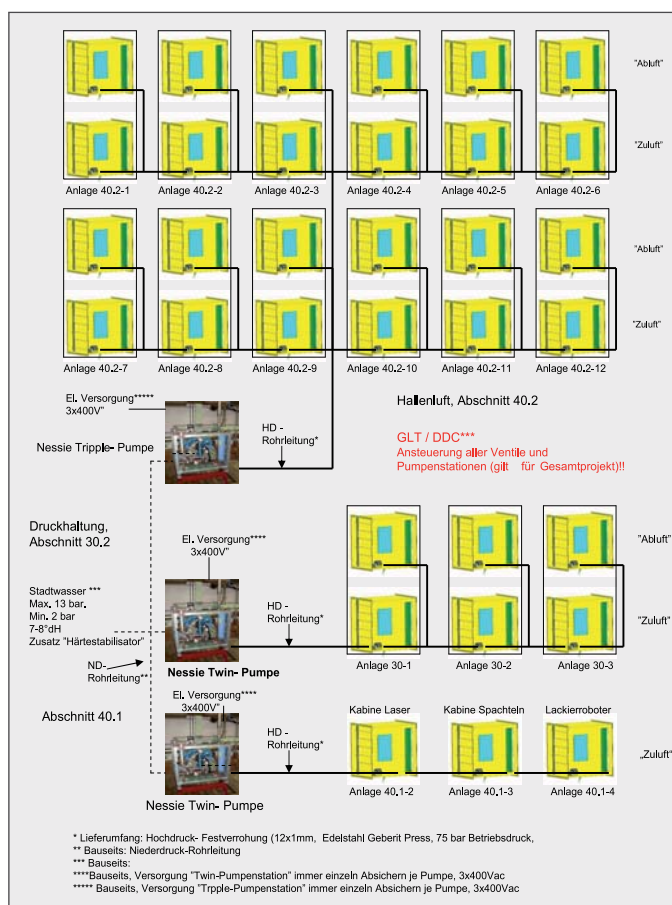 "Abluft"
"Zuluft"
Anlage 40.2-1 Anlage 40.2-2 Anlage 40.2-3 Anlage 40.2-4 Anlage 40.2-5 Anlage 40.2-6
"Abluft"
"Zuluft"
Anlage 40.2-7 Anlage 40.2-8 Anlage 40.2-9 Anlage 40.2-10 Anlage 40.2-11 Anlage 40.2-12
El. Versorgung*****
3x400V"
Nessie Tripple- Pumpe
HD -
Rohrleitung*
Hallenluft, Abschnitt 40.2
GLT / DDC***
Ansteuerung aller Ventile und
Pumpenstationen (gilt für Gesamtprojekt)!!
Druckhaltung,
Abschnitt 30.2
El. Versorgung****
3x400V"
"Abluft"
Stadtwasser ***
Max. 13 bar.
Min. 2 bar
7-8°dH
Zusatz "Härtestabilisator"
HD -
Rohrleitung*
"Zuluft"
ND-
Rohrleitung**
Nessie Twin- Pumpe
Anlage 30-1 Anlage 30-2 Anlage 30-3
Abschnitt 40.1
El. Versorgung****
3x400V"
Kabine Laser Kabine Spachteln Lackierroboter
HD -
Rohrleitung*
„Zuluft"
Nessie Twin- Pumpe
Anlage 40.1-2 Anlage 40.1-3 Anlage 40.1-4
* Lieferumfang: Hochdruck- Festverrohung (12x1mm, Edelstahl Geberit Press, 75 bar Betriebsdruck,
** Bauseits: Niederdruck-Rohrleitung
*** Bauseits:
****Bauseits, Versorgung "Twin-Pumpenstation" immer einzeln Absichern je Pumpe, 3x400Vac
***** Bauseits, Versorgung "Trpple-Pumpenstation" immer einzeln Absichern je Pumpe, 3x400Vac